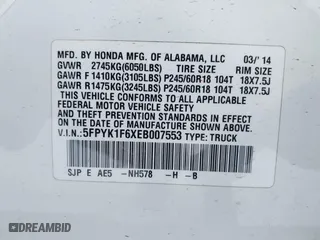 MFD. BY HONDA MFG. OF ALABAMA, LLC 03/'14
GVWR 2745KG(6050LBS) TIRE SIZE RIM SIZE
GAWR F 1410KG(3105LBS) P245/60R18 104T 18X7.5J
GAWR R1475KG(3245LBS) P245/60R18 104T 18X7.5J
THIS VEHICLE CONFORMS TO ALL APPLICABLE FEDERAL MOTOR VEHICLE SAFETY AND THEFT PREVENTION STANDARDS IN EFFECT ON THE DATE OF MANUFACTURE SHOWN ABOVE.
V.I.N.: 5FPYK1F6XEB007553 TYPE: TRUCK
SJP E AE5 -NH578 -H -B
© DREAMBID
DREAMBID.COM